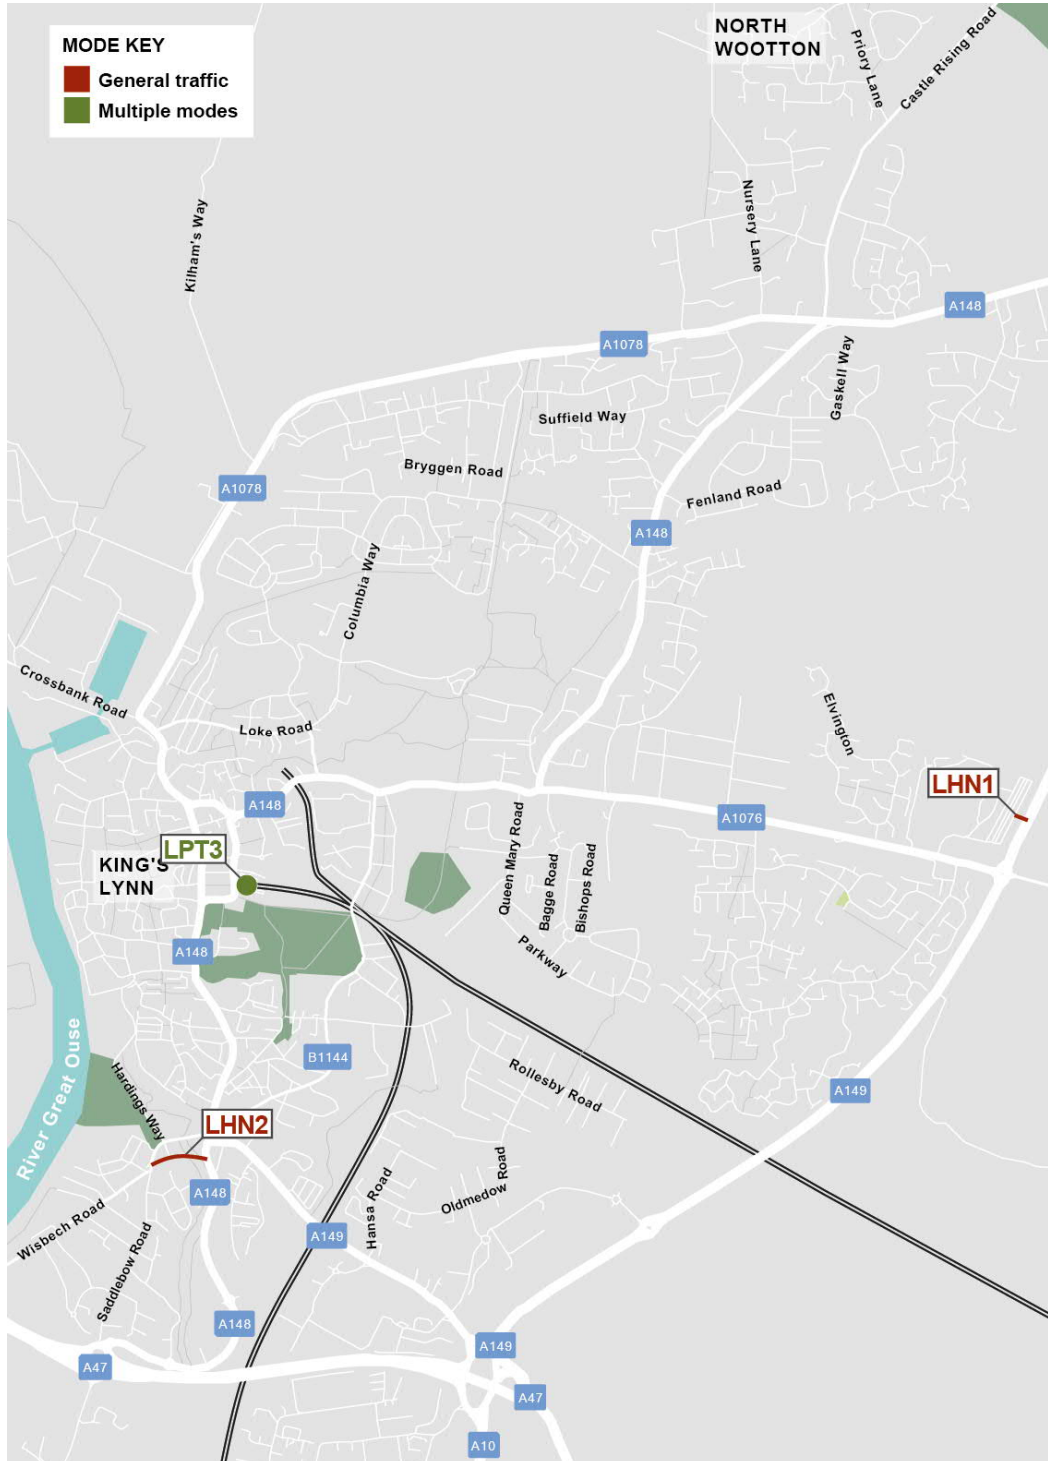 MODE KEY
General traffic
Multiple modes
NORTH
WOOTTON
Priory Lane
Castle Rising Road
Kilham's Way
Nursery Lane
A148
A1078
Gaskell Way
Suffield Way
Bryggen Road
A1078
Fenland Road
A148
Columbia Way
Crossbank Road
Loke Road
Elvington
LHN1
A148
A1076
LPT3
KING'S
LYNN
Queen Mary Road
Bagge Road
Bishops Road
A148
Parkway
River Great Ouse
B1144
Rollesby Road
A149
Hardings Way
LHN2
A148
Wisbech Road
Saddlebow Road
Hansa Road
Oldmedow Road
A149
A148
A149
A47
A47
A10